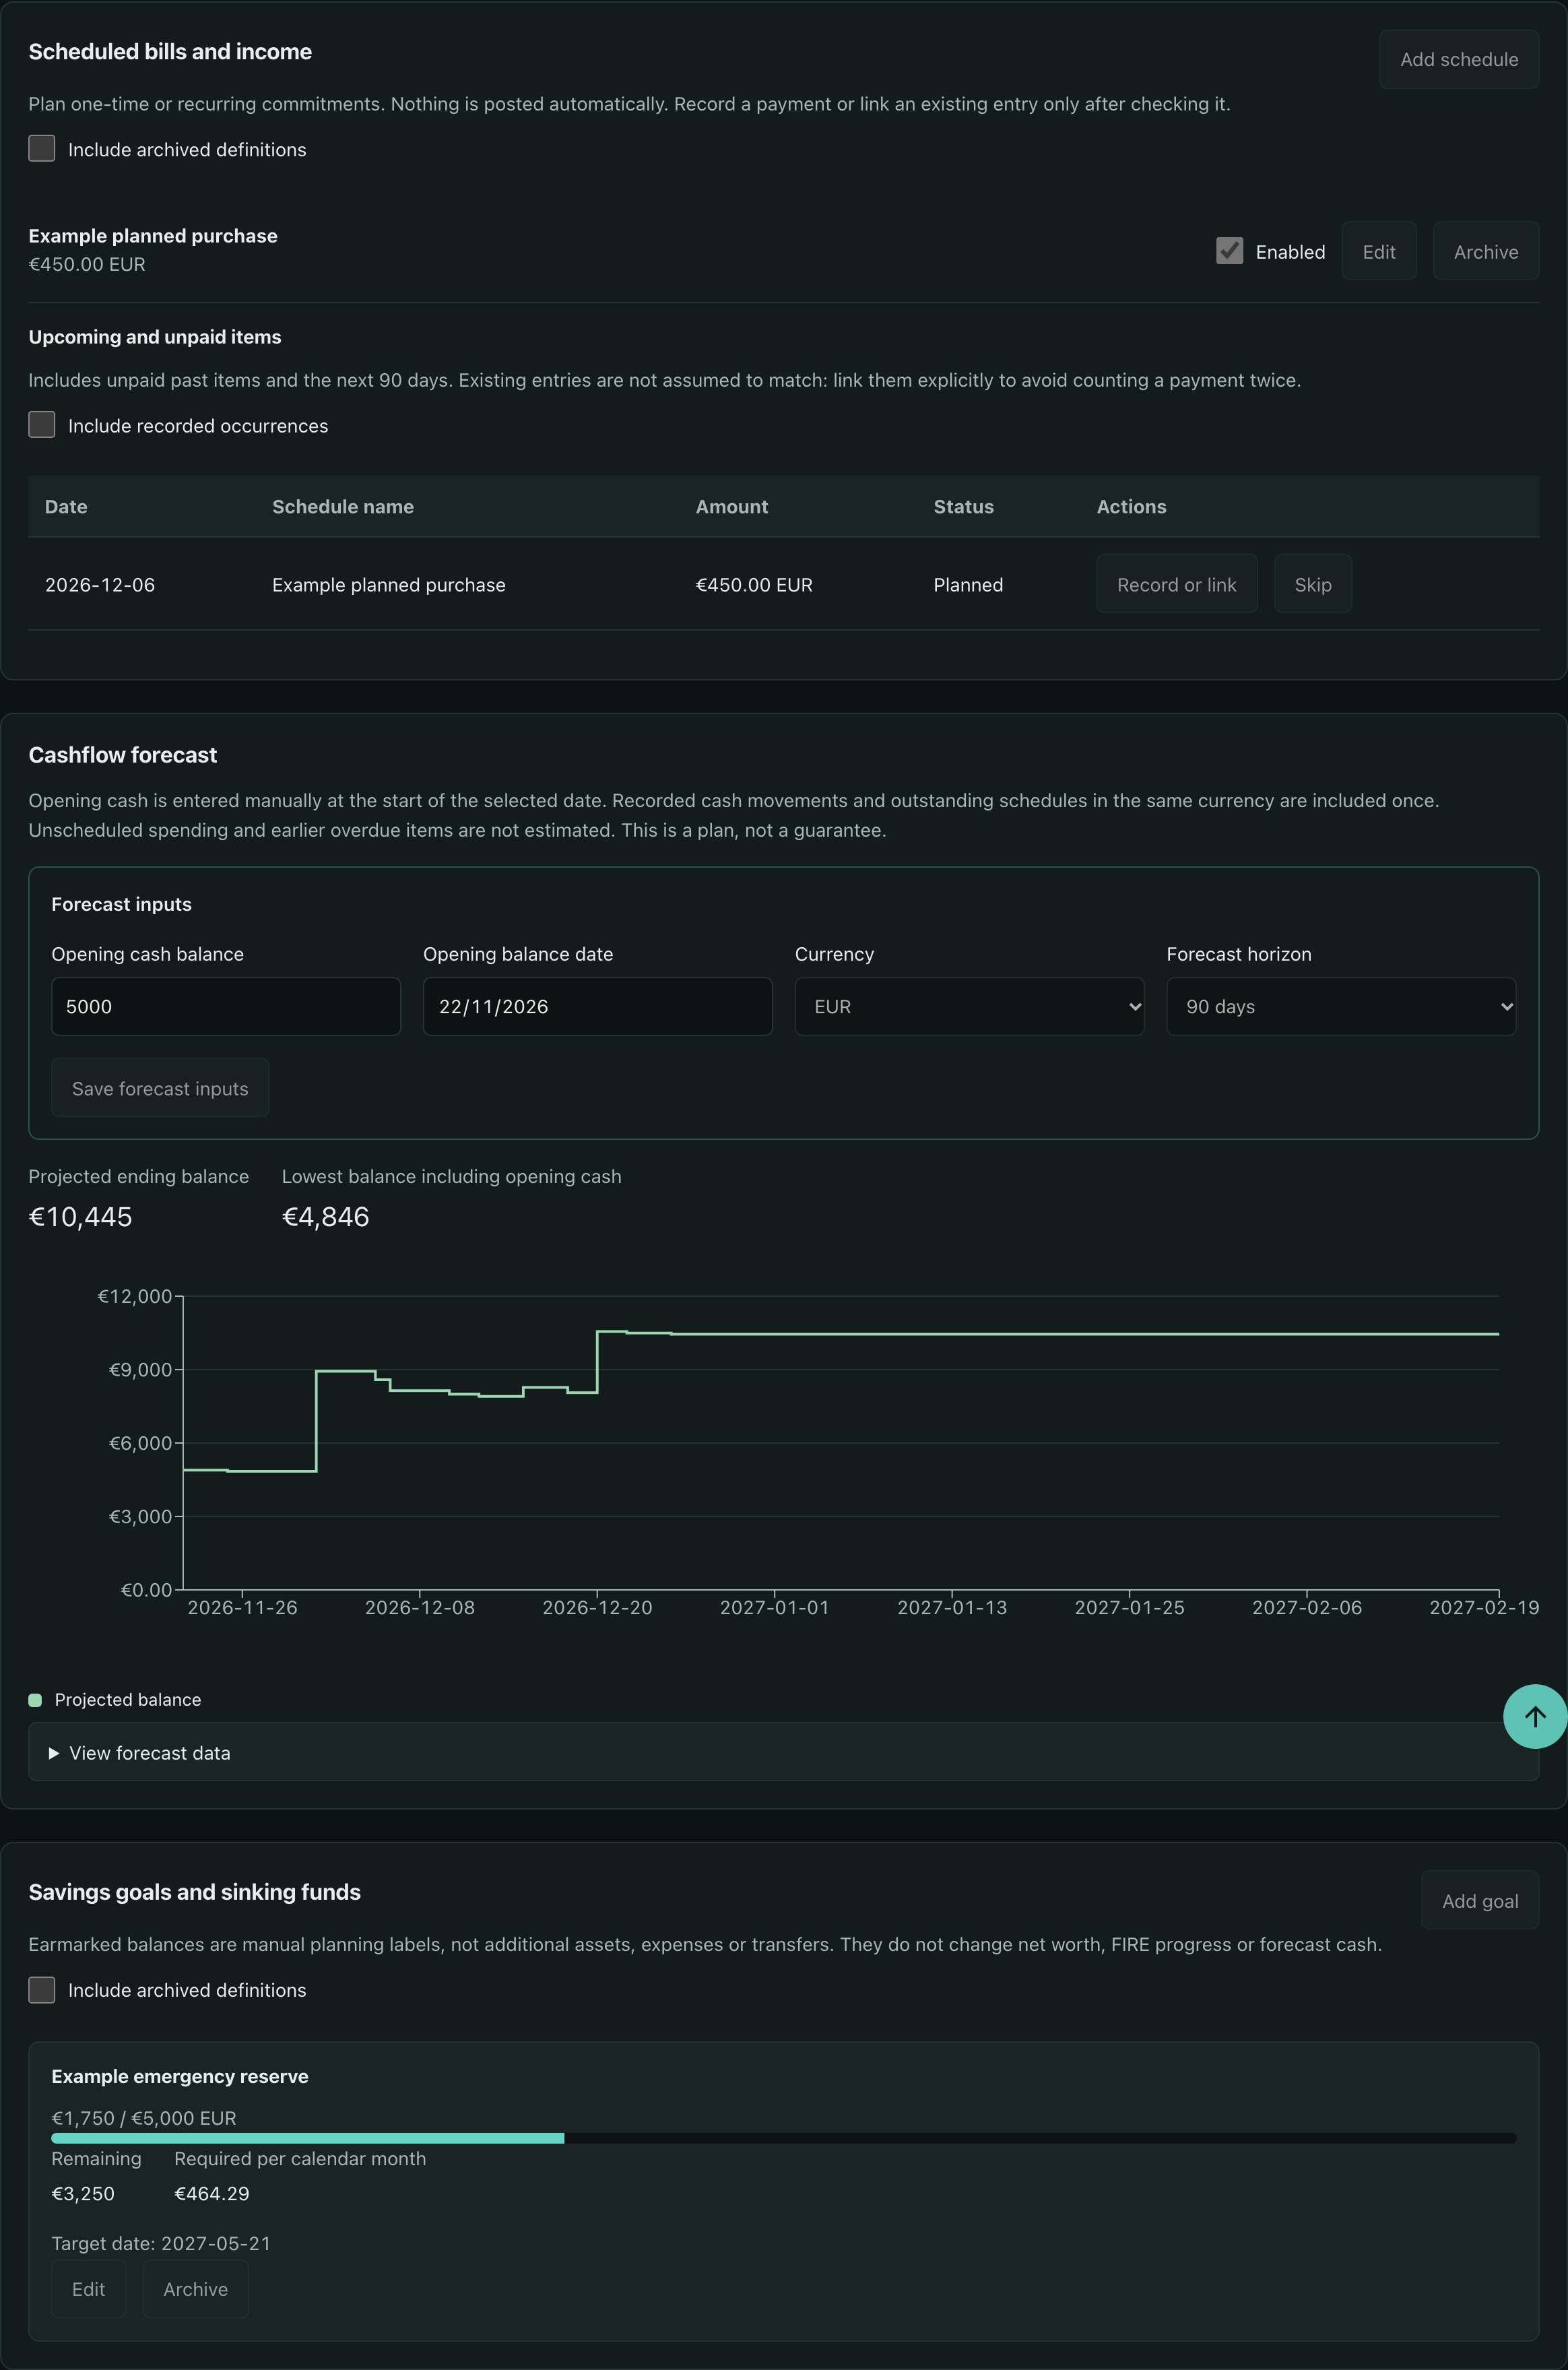 Scheduled bills and income
Add schedule
Plan one-time or recurring commitments. Nothing is posted automatically. Record a payment or link an existing entry only after checking it.
Include archived definitions
Example planned purchase
€450.00 EUR
Enabled
Edit
Archive
Upcoming and unpaid items
Includes unpaid past items and the next 90 days. Existing entries are not assumed to match: link them explicitly to avoid counting a payment twice.
Include recorded occurrences
Date Schedule name Amount Status Actions
2026-12-06 Example planned purchase €450.00 EUR Planned Record or link Skip
Cashflow forecast
Opening cash is entered manually at the start of the selected date. Recorded cash movements and outstanding schedules in the same currency are included once.
Unscheduled spending and earlier overdue items are not estimated. This is a plan, not a guarantee.
Forecast inputs
Opening cash balance Opening balance date Currency Forecast horizon
5000 22/11/2026 EUR 90 days
Save forecast inputs
Projected ending balance Lowest balance including opening cash
€10,445 €4,846
€12,000
€9,000
€6,000
€3,000
€0.00
2026-11-26 2026-12-08 2026-12-20 2027-01-01 2027-01-13 2027-01-25 2027-02-06 2027-02-19
Projected balance
View forecast data
Savings goals and sinking funds
Add goal
Earmarked balances are manual planning labels, not additional assets, expenses or transfers. They do not change net worth, FIRE progress or forecast cash.
Include archived definitions
Example emergency reserve
€1,750 / €5,000 EUR
Remaining Required per calendar month
€3,250 €464.29
Target date: 2027-05-21
Edit Archive